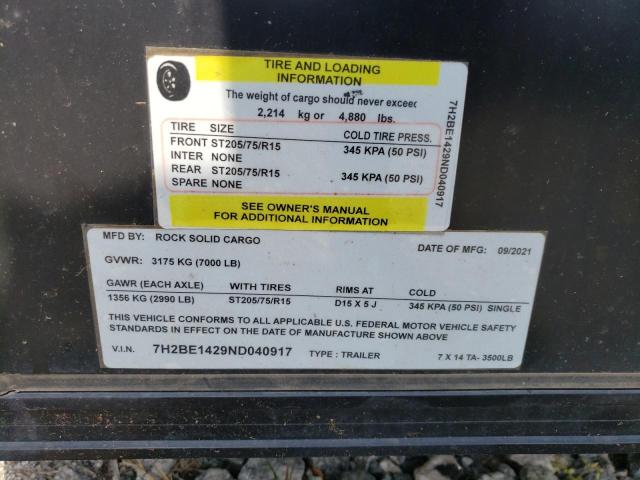 TIRE AND LOADING
INFORMATION
The weight of cargo should never exceed
2,214 kg or 4,880 lbs.
TIRE SIZE COLD TIRE PRESS.
FRONT ST205/75/R15 345 KPA (50 PSI)
INTER NONE
REAR ST205/75/R15 345 KPA (50 PSI)
SPARE NONE
SEE OWNER'S MANUAL
FOR ADDITIONAL INFORMATION
7H2BE1429ND040917
MFD BY: ROCK SOLID CARGO DATE OF MFG: 09/2021
GVWR: 3175 KG (7000 LB)
GAWR (EACH AXLE) WITH TIRES RIMS AT COLD
1356 KG (2990 LB) ST205/75/R15 D15 X 5 J 345 KPA (50 PSI) SINGLE
THIS VEHICLE CONFORMS TO ALL APPLICABLE U.S. FEDERAL MOTOR VEHICLE SAFETY
STANDARDS IN EFFECT ON THE DATE OF MANUFACTURE SHOWN ABOVE
V.I.N. 7H2BE1429ND040917 TYPE: TRAILER 7 X 14 TA- 3500LB